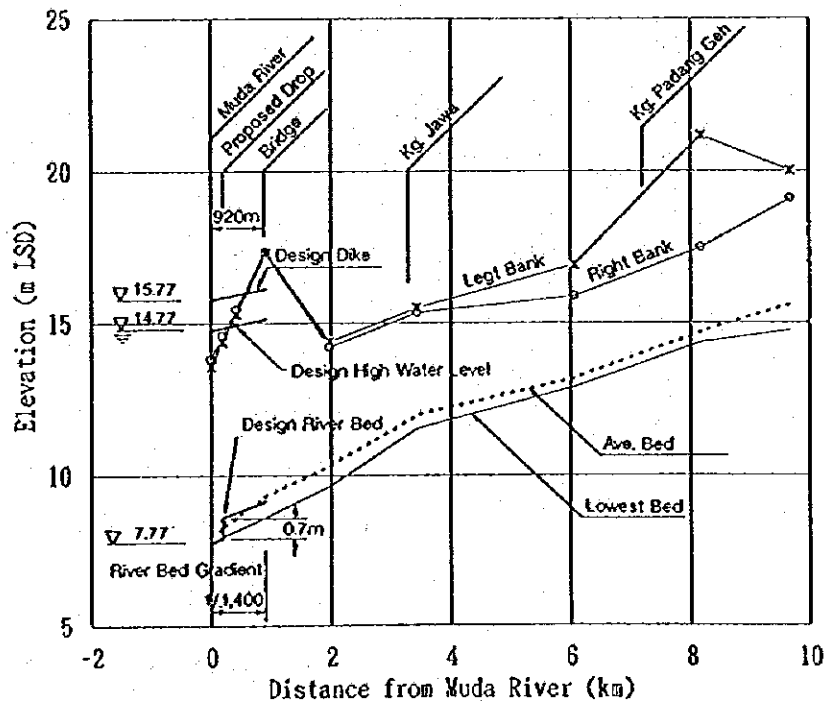 25
20
15
10
5
Elevation (m LSD)
Muda River
Proposed Drop
Bridge
Kg. Jawa
Kg. Padang Geh
920m
Design Dike
15.77
14.77
Legt Bank
Right Bank
Design High Water Level
Design River Bed
Ave. Bed
Lowest Bed
7.77
0.7m
River Bed Gradient
1/1,400
-2
0
2
4
6
8
10
Distance from Muda River (km)